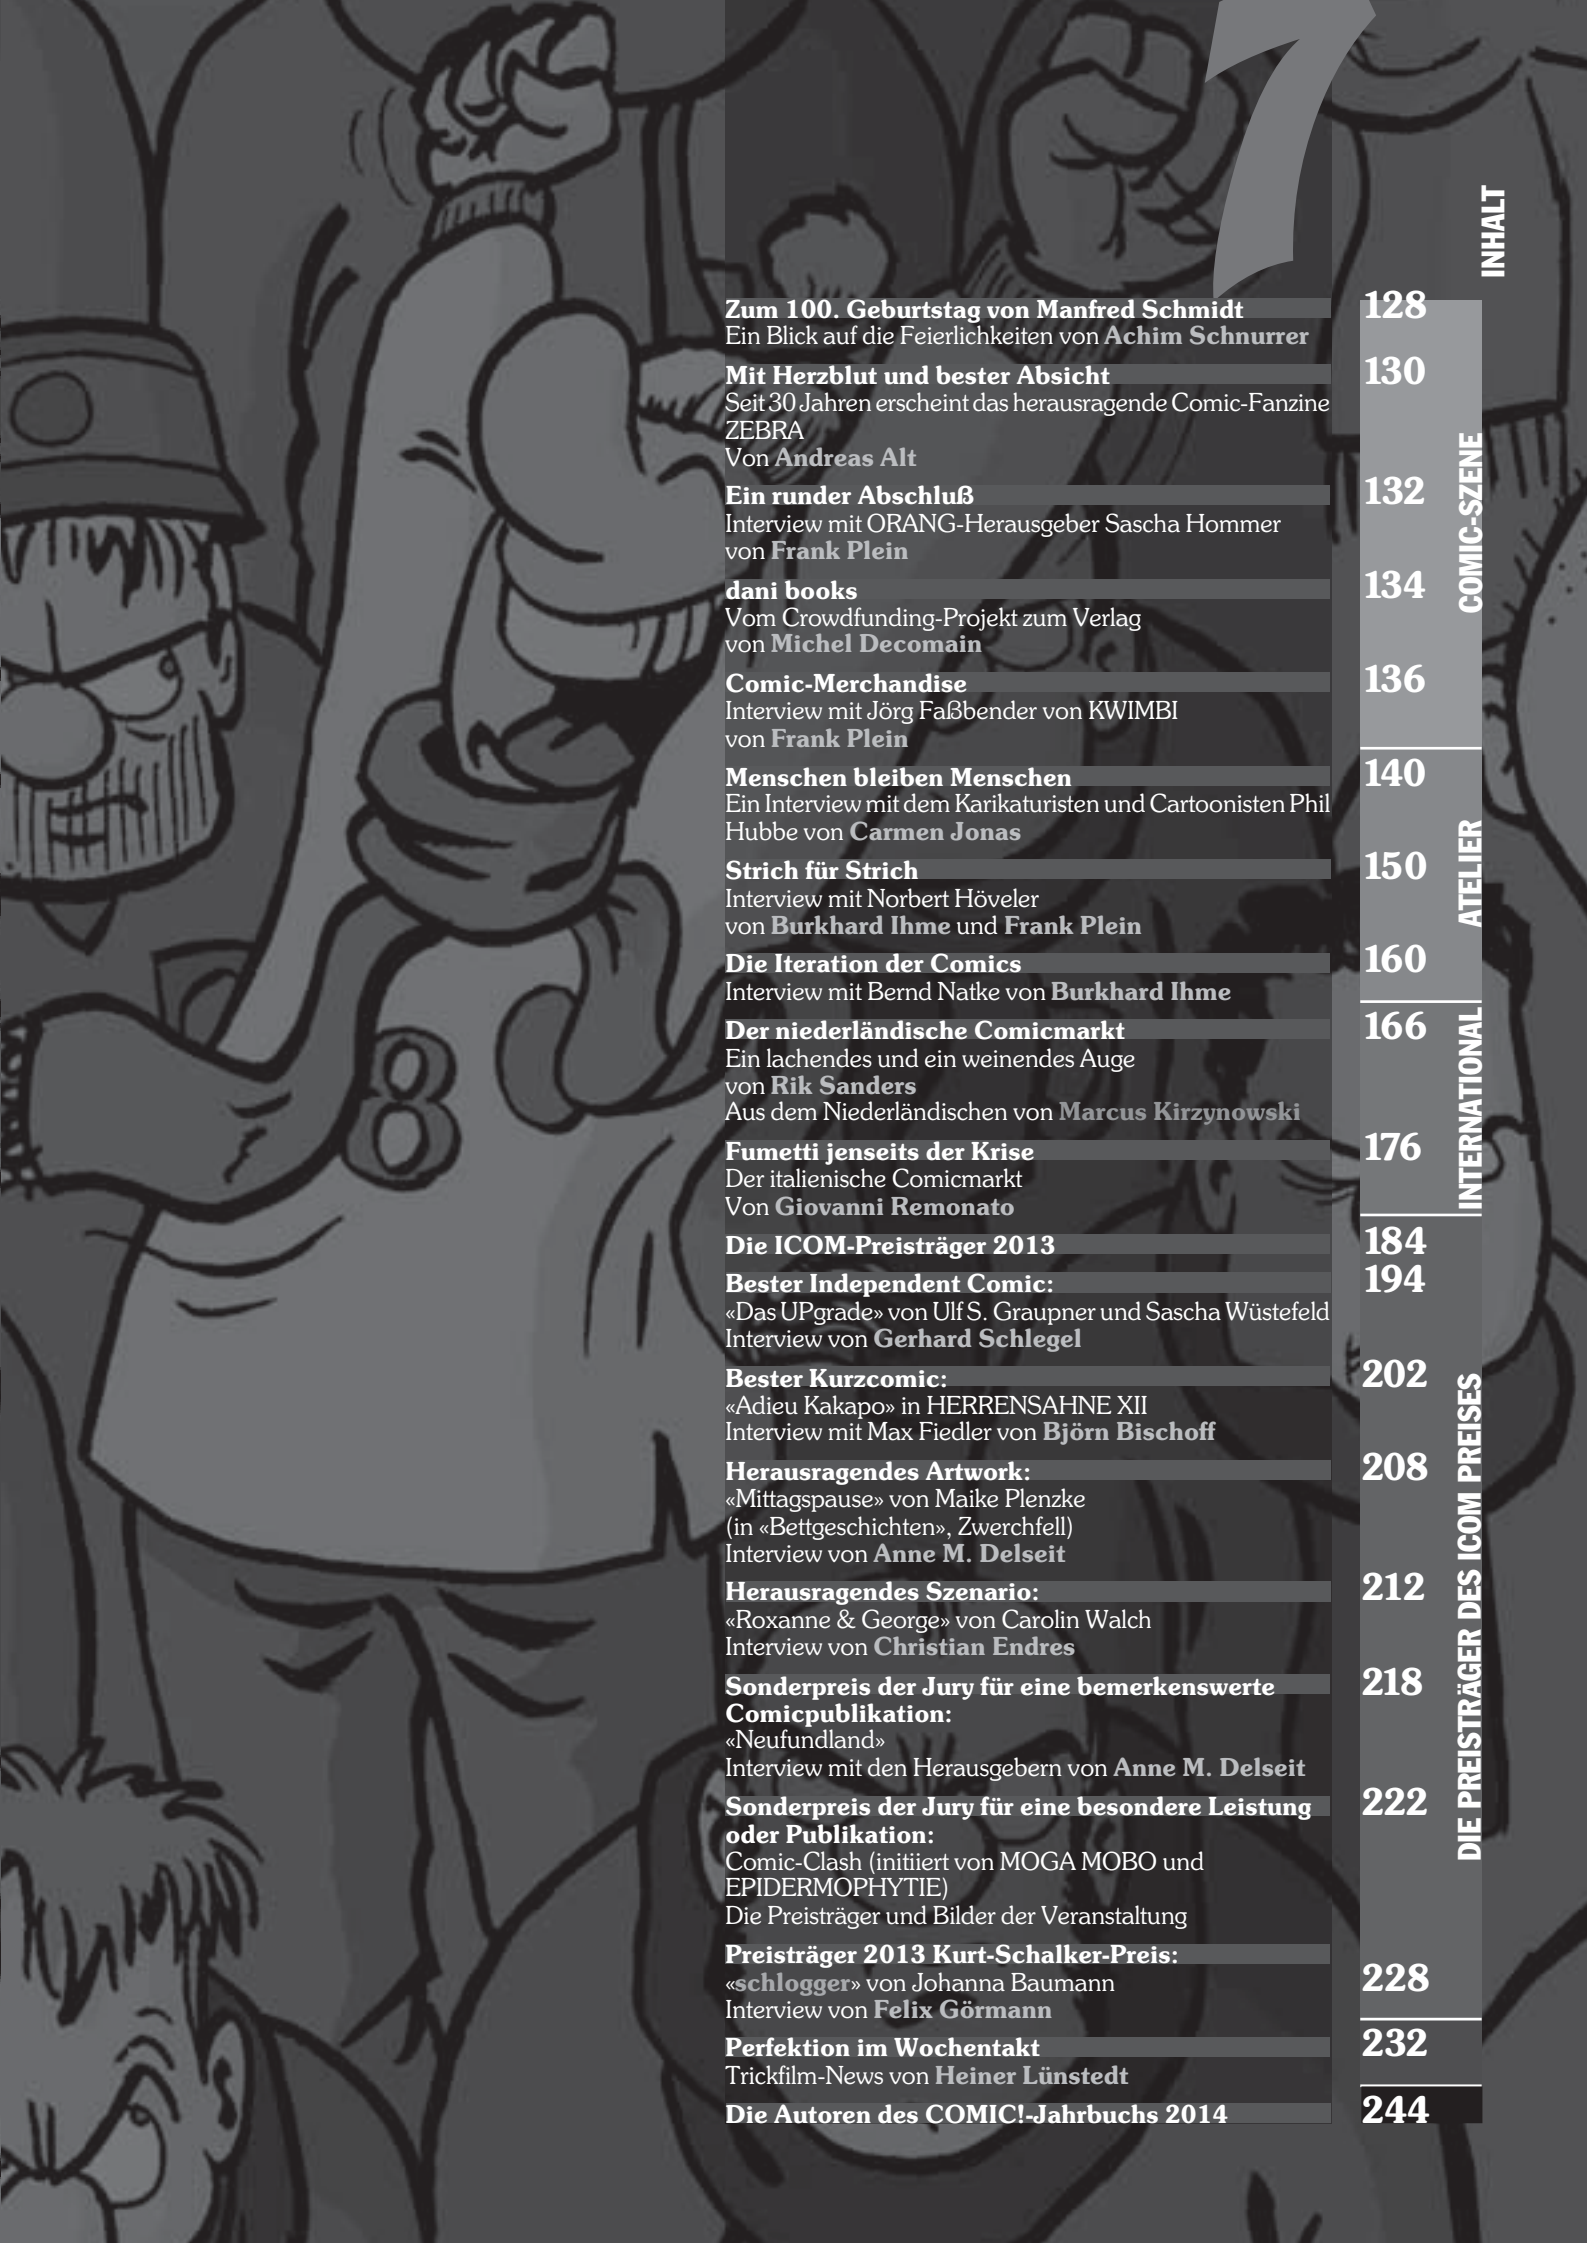 7
INHALT
Zum 100. Geburtstag von Manfred Schmidt 128
Ein Blick auf die Feierlichkeiten von Achim Schnurrer
Mit Herzblut und bester Absicht 130
Seit 30 Jahren erscheint das herausragende Comic-Fanzine
ZEBRA
Von Andreas Alt
Ein runder Abschluß 132
Interview mit ORANG-Herausgeber Sascha Hommer
von Frank Plein
dani books 134
Vom Crowdfunding-Projekt zum Verlag
von Michel Decomain
Comic-Merchandise 136
Interview mit Jörg Faßbender von KWIMBI
von Frank Plein
COMIC-SZENE
Menschen bleiben Menschen 140
Ein Interview mit dem Karikaturisten und Cartoonisten Phil
Hubbe von Carmen Jonas
Strich für Strich 150
Interview mit Norbert Höveler
von Burkhard Ihme und Frank Plein
Die Iteration der Comics 160
Interview mit Bernd Natke von Burkhard Ihme
ATELIER
Der niederländische Comicmarkt 166
Ein lachendes und ein weinendes Auge
von Rik Sanders
Aus dem Niederländischen von Marcus Kirzynowski
Fumetti jenseits der Krise 176
Der italienische Comicmarkt
Von Giovanni Remonato
INTERNATIONAL
Die ICOM-Preisträger 2013 184
Bester Independent Comic: 194
«Das UPgrade» von Ulf S. Graupner und Sascha Wüstefeld
Interview von Gerhard Schlegel
Bester Kurzcomic: 202
«Adieu Kakapo» in HERRENSAHNE XII
Interview mit Max Fiedler von Björn Bischoff
Herausragendes Artwork: 208
«Mittagspause» von Maike Plenzke
(in «Bettgeschichten», Zwerchfell)
Interview von Anne M. Delseit
Herausragendes Szenario: 212
«Roxanne & George» von Carolin Walch
Interview von Christian Endres
Sonderpreis der Jury für eine bemerkenswerte 218
Comicpublikation:
«Neufundland»
Interview mit den Herausgebern von Anne M. Delseit
Sonderpreis der Jury für eine besondere Leistung 222
oder Publikation:
Comic-Clash (initiiert von MOGA MOBO und
EPIDERMOPHYTIE)
Die Preisträger und Bilder der Veranstaltung
Preisträger 2013 Kurt-Schalker-Preis:
«schlogger» von Johanna Baumann 228
Interview von Felix Görmann
DIE PREISTRÄGER DES ICOM PREISES
Perfektion im Wochentakt 232
Trickfilm-News von Heiner Lünstedt
Die Autoren des COMIC!-Jahrbuchs 2014 244
8